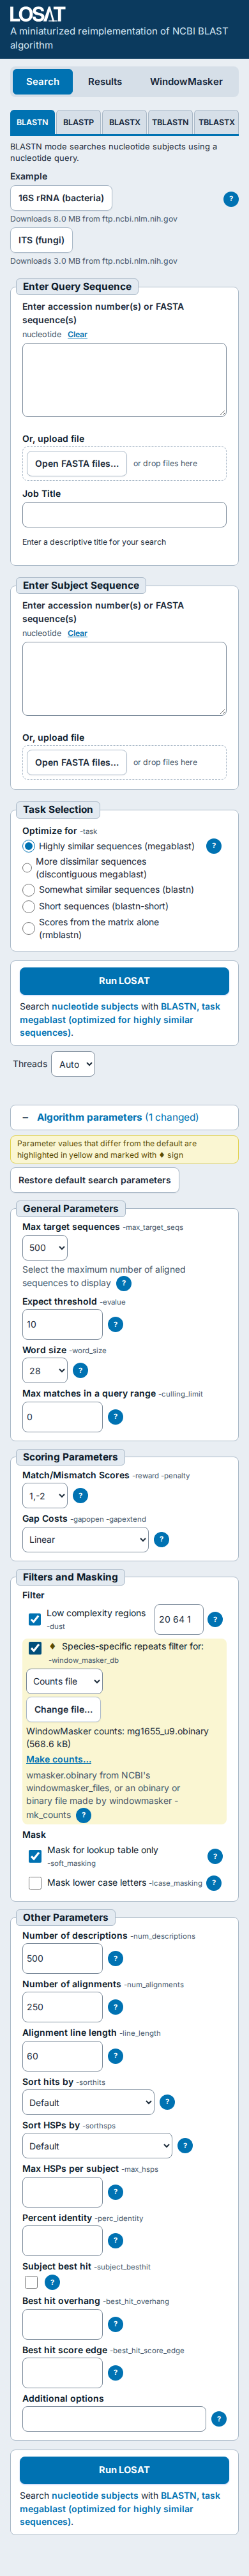 LOSAT
A miniaturized reimplementation of NCBI BLAST
algorithm
Search Results WindowMasker
BLASTN BLASTP BLASTX TBLASTN TBLASTX
BLASTN mode searches nucleotide subjects using a
nucleotide query.
Example
16S rRNA (bacteria) ?
Downloads 8.0 MB from ftp.ncbi.nlm.nih.gov
ITS (fungi)
Downloads 3.0 MB from ftp.ncbi.nlm.nih.gov
Enter Query Sequence
Enter accession number(s) or FASTA
sequence(s)
nucleotide Clear
Or, upload file
Open FASTA files... or drop files here
Job Title
Enter a descriptive title for your search
Enter Subject Sequence
Enter accession number(s) or FASTA
sequence(s)
nucleotide Clear
Or, upload file
Open FASTA files... or drop files here
Task Selection
Optimize for -task
Highly similar sequences (megablast) ?
More dissimilar sequences
(discontiguous megablast)
Somewhat similar sequences (blastn)
Short sequences (blastn-short)
Scores from the matrix alone
(rmblastn)
Run LOSAT
Search nucleotide subjects with BLASTN, task
megablast (optimized for highly similar
sequences).
Threads Auto
− Algorithm parameters (1 changed)
Parameter values that differ from the default are
highlighted in yellow and marked with ♦ sign
Restore default search parameters
General Parameters
Max target sequences -max_target_seqs
500
Select the maximum number of aligned
sequences to display ?
Expect threshold -evalue
10 ?
Word size -word_size
28 ?
Max matches in a query range -culling_limit
0 ?
Scoring Parameters
Match/Mismatch Scores -reward -penalty
1,-2 ?
Gap Costs -gapopen -gapextend
Linear ?
Filters and Masking
Filter
Low complexity regions 20 64 1 ?
-dust
♦ Species-specific repeats filter for:
-window_masker_db
Counts file
Change file...
WindowMasker counts: mg1655_u9.obinary
(568.6 kB)
Make counts...
wmasker.obinary from NCBI's
windowmasker_files, or an obinary or
binary file made by windowmasker -
mk_counts ?
Mask
Mask for lookup table only ?
-soft_masking
Mask lower case letters -lcase_masking ?
Other Parameters
Number of descriptions -num_descriptions
500 ?
Number of alignments -num_alignments
250 ?
Alignment line length -line_length
60 ?
Sort hits by -sorthits
Default ?
Sort HSPs by -sorthsps
Default ?
Max HSPs per subject -max_hsps
?
Percent identity -perc_identity
?
Subject best hit -subject_besthit
?
Best hit overhang -best_hit_overhang
?
Best hit score edge -best_hit_score_edge
?
Additional options
?
Run LOSAT
Search nucleotide subjects with BLASTN, task
megablast (optimized for highly similar
sequences).